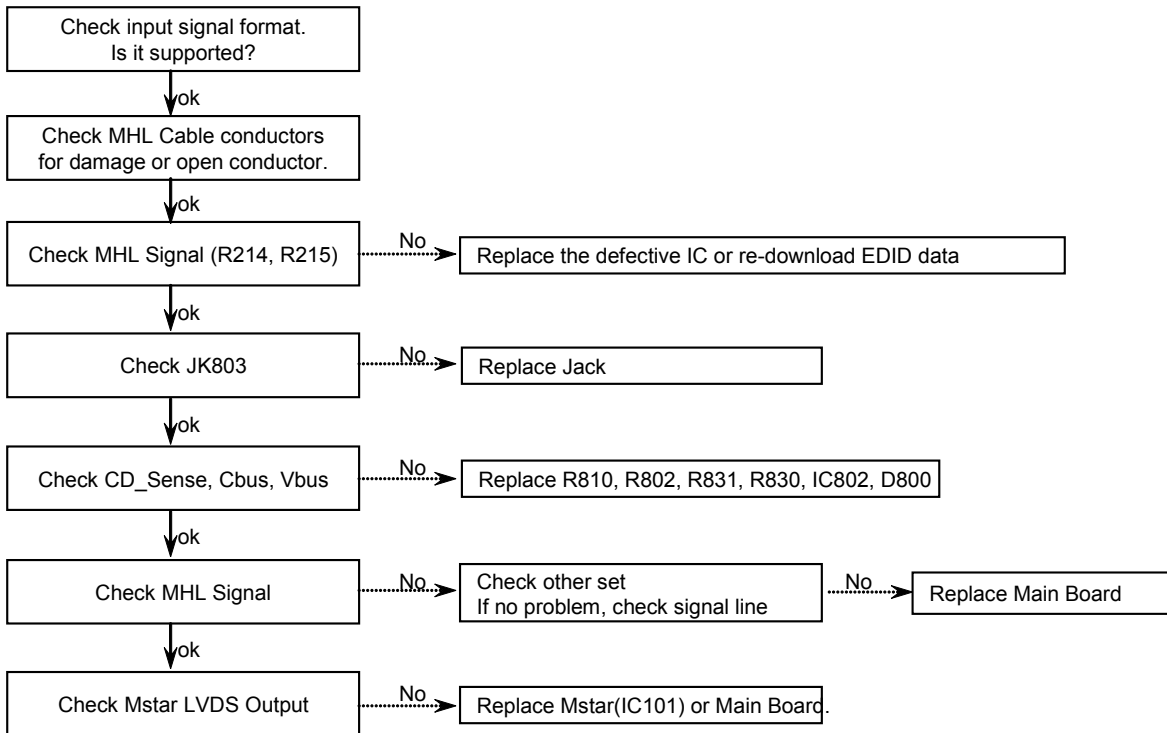 Check input signal format.
Is it supported?
ok
Check MHL Cable conductors
for damage or open conductor.
ok
Check MHL Signal (R214, R215)
No
Replace the defective IC or re-download EDID data
ok
Check JK803
No
Replace Jack
ok
Check CD_Sense, Cbus, Vbus
No
Replace R810, R802, R831, R830, IC802, D800
ok
Check MHL Signal
No
Check other set
If no problem, check signal line
No
Replace Main Board
ok
Check Mstar LVDS Output
No
Replace Mstar(IC101) or Main Board.